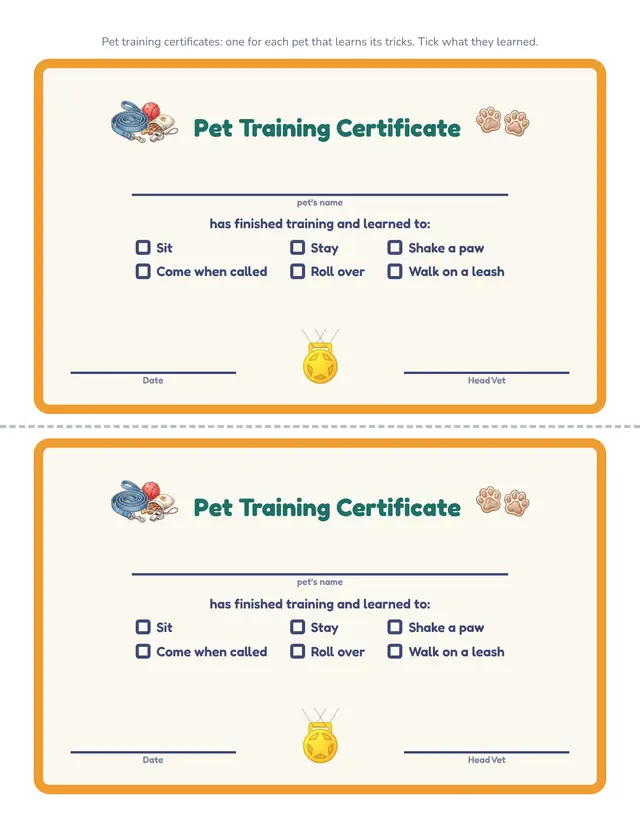 Pet training certificates: one for each pet that learns its tricks. Tick what they learned.
Pet Training Certificate
pet's name
has finished training and learned to:
Sit Stay Shake a paw
Come when called Roll over Walk on a leash
Date Head Vet
Pet Training Certificate
pet's name
has finished training and learned to:
Sit Stay Shake a paw
Come when called Roll over Walk on a leash
Date Head Vet